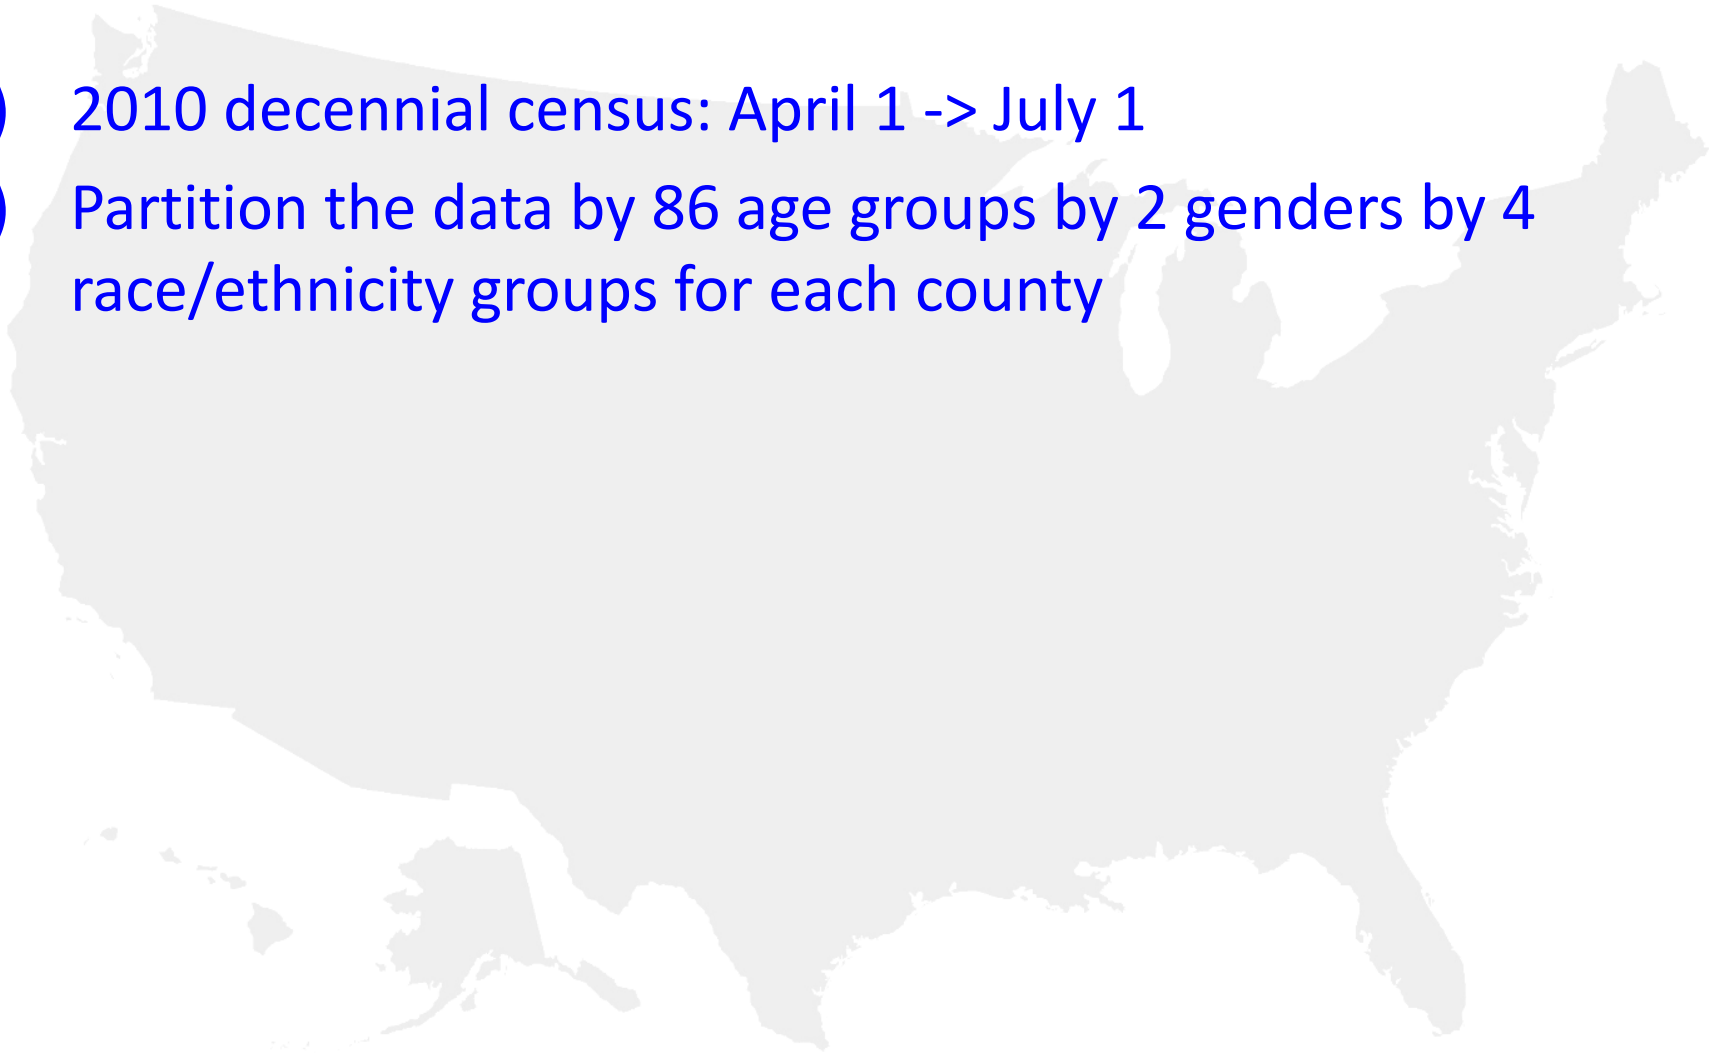 ) 2010 decennial census: April 1 -> July 1
) Partition the data by 86 age groups by 2 genders by 4
race/ethnicity groups for each county